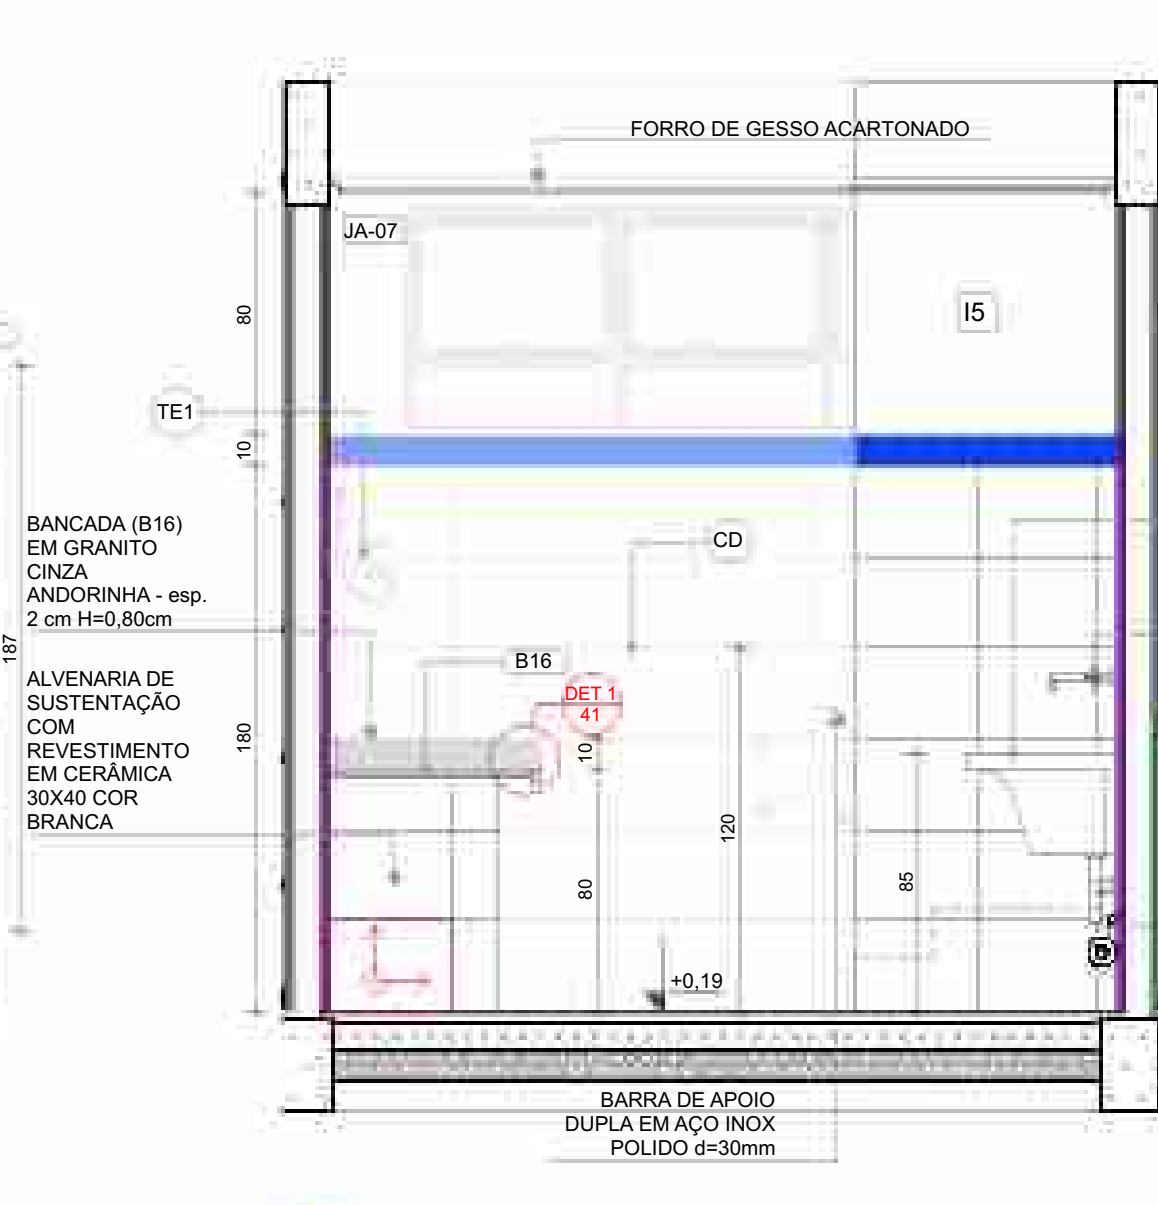 FORRO DE GESSO ACARTONADO
JA-07
I5
80
TE1
10
BANCADA (B16)
EM GRANITO
CINZA
ANDORINHA - esp.
2 cm H=0,80cm
CD
187
B16
ALVENARIA DE
SUSTENTAÇÃO
COM
REVESTIMENTO
EM CERÂMICA
30X40 COR
BRANCA
DET 1
41
180
10
120
80
85
+0,19
BARRA DE APOIO
DUPLA EM AÇO INOX
POLIDO d=30mm